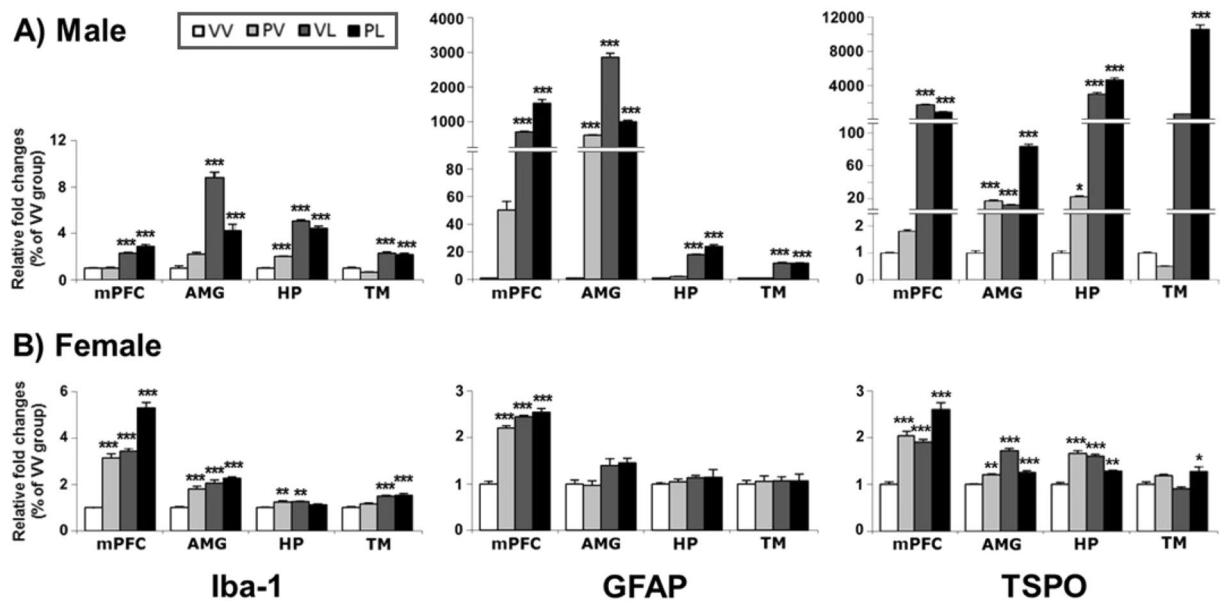 A) Male
VV PV VL PL
Relative fold changes
(% of VV group)
12
8
4
0
*** *** *** *** *** *** *** *** ***
mPFC AMG HP TM
4000
3000
2000
1000
80
60
40
20
0
*** *** *** *** *** *** *** *** ***
mPFC AMG HP TM
12000
8000
4000
100
60
20
2
1
0
*** *** *** *** *** * *** *** ***
mPFC AMG HP TM
B) Female
Relative fold changes
(% of VV group)
6
4
2
0
*** *** *** *** *** *** ** ** *** ***
mPFC AMG HP TM
3
2
1
0
*** *** ***
mPFC AMG HP TM
3
2
1
0
*** *** *** ** *** *** *** *** ** *
mPFC AMG HP TM
Iba-1 GFAP TSPO